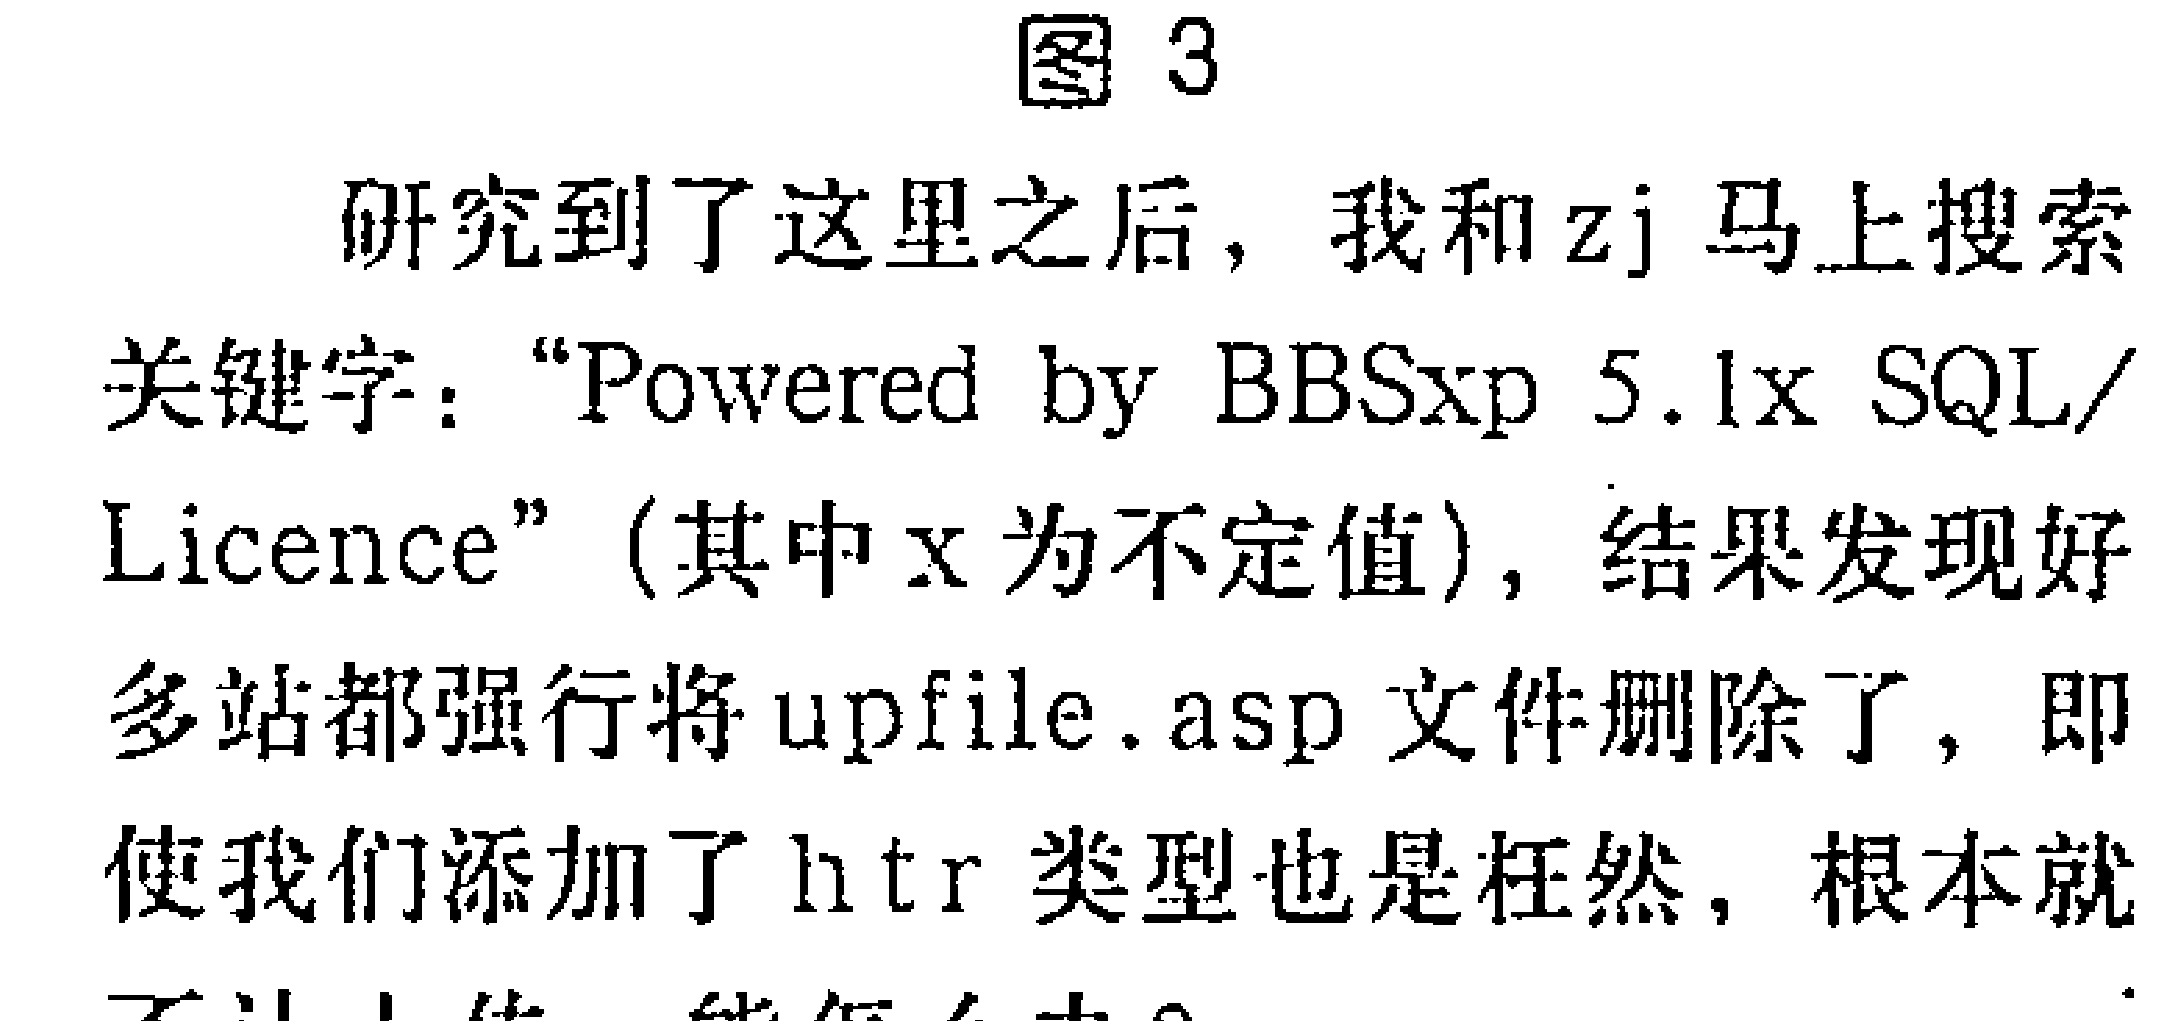 图 3
研究到了这里之后，我和zj马上搜索
关键字：“Powered by BBSxp 5.1x SQL/
Licence”（其中x为不定值），结果发现好
多站都强行将upfile.asp文件删除了，即
使我们添加了htr类型也是枉然，根本就